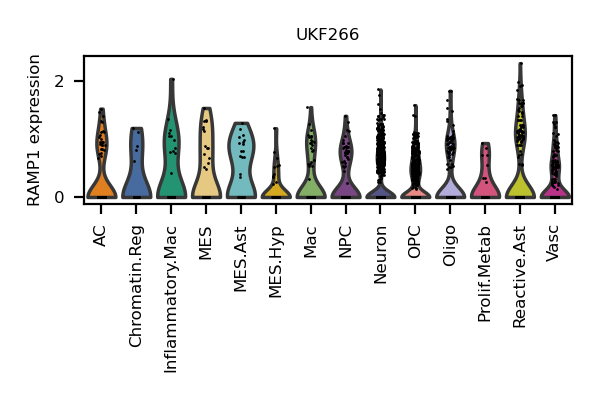 UKF266
RAMP1 expression
2
0
AC
Chromatin.Reg
Inflammatory.Mac
MES
MES.Ast
MES.Hyp
Mac
NPC
Neuron
OPC
Oligo
Prolif.Metab
Reactive.Ast
Vasc